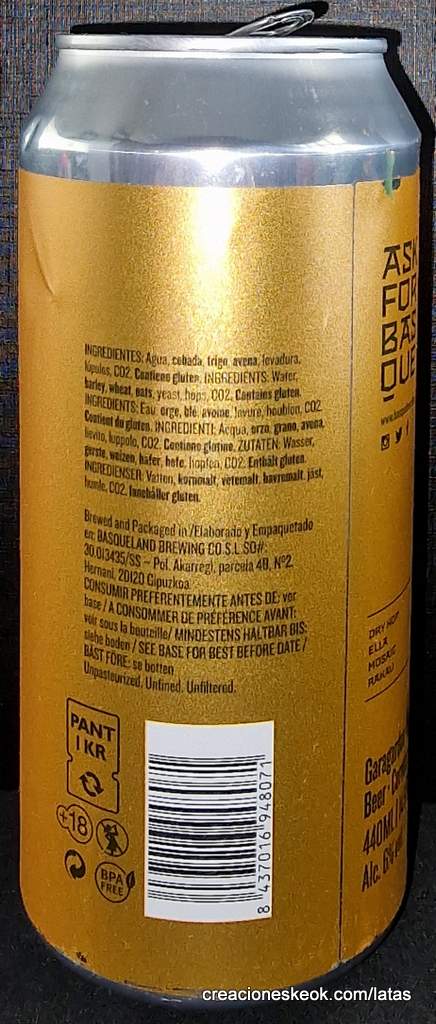 INGREDIENTES: Agua, cebada, trigo, avena, levadura,
lúpulos, CO2. Contiene gluten. INGREDIENTS: Water,
barley, wheat, oats, yeast, hops, CO2. Contains gluten.
INGRÉDIENTS: Eau, orge, blé, avoine, levure, houblon, CO2
Contient du gluten. INGREDIENTI: Acqua, orzo, grano, avena,
lievito, luppolo, CO2. Contiene glutine. ZUTATEN: Wasser,
gerste, weizen, hafer, hefe, hopfen, CO2. Enthält gluten.
INGREDIENSER: Vatten, kornmalt, vetemalt, havremalt, jäst,
humle, CO2. Innehåller gluten.
Brewed and Packaged in /Elaborado y Empaquetado
en: BASQUELAND BREWING CO S.L SO#:
30.013435/SS – Pol. Akarregi, parcela 40, Nº2.
Hernani, 20120 Gipuzkoa
CONSUMIR PREFERENTEMENTE ANTES DE: ver
base / A CONSOMMER DE PRÉFÉRENCE AVANT:
voir sous la bouteille/ MINDESTENS HALTBAR BIS:
siehe boden / SEE BASE FOR BEST BEFORE DATE /
BÄST FÖRE: se botten
Unpasteurized. Unfined. Unfiltered.
PANT
1 KR
+18
BPA
FREE
8 437016 948071
ASK
FOR
BAS
QUE
DRY HOP
ELLA
MOSAIC
RAKAU
Beer
440ML
Alc. 6%
creacioneskeok.com/latas